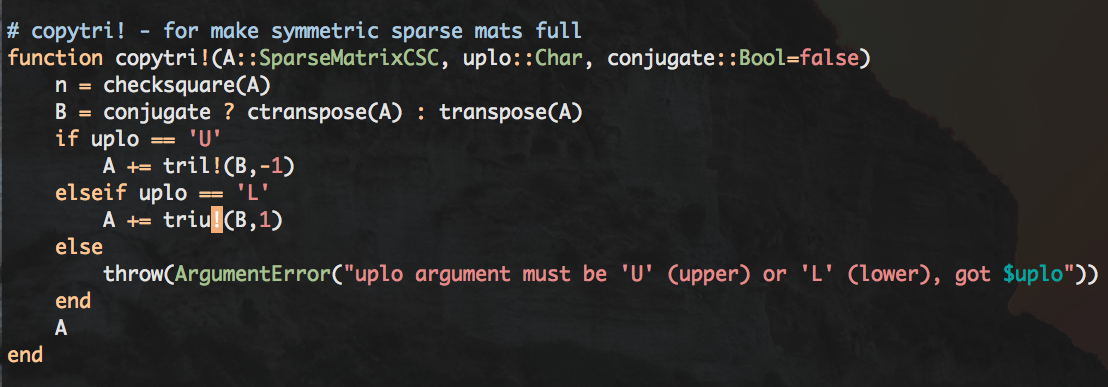 # copytri! - for make symmetric sparse mats full
function copytri!(A::SparseMatrixCSC, uplo::Char, conjugate::Bool=false)
    n = checksquare(A)
    B = conjugate ? ctranspose(A) : transpose(A)
    if uplo == 'U'
        A += tril!(B,-1)
    elseif uplo == 'L'
        A += triu!(B,1)
    else
        throw(ArgumentError("uplo argument must be 'U' (upper) or 'L' (lower), got $uplo"))
    end
    A
end